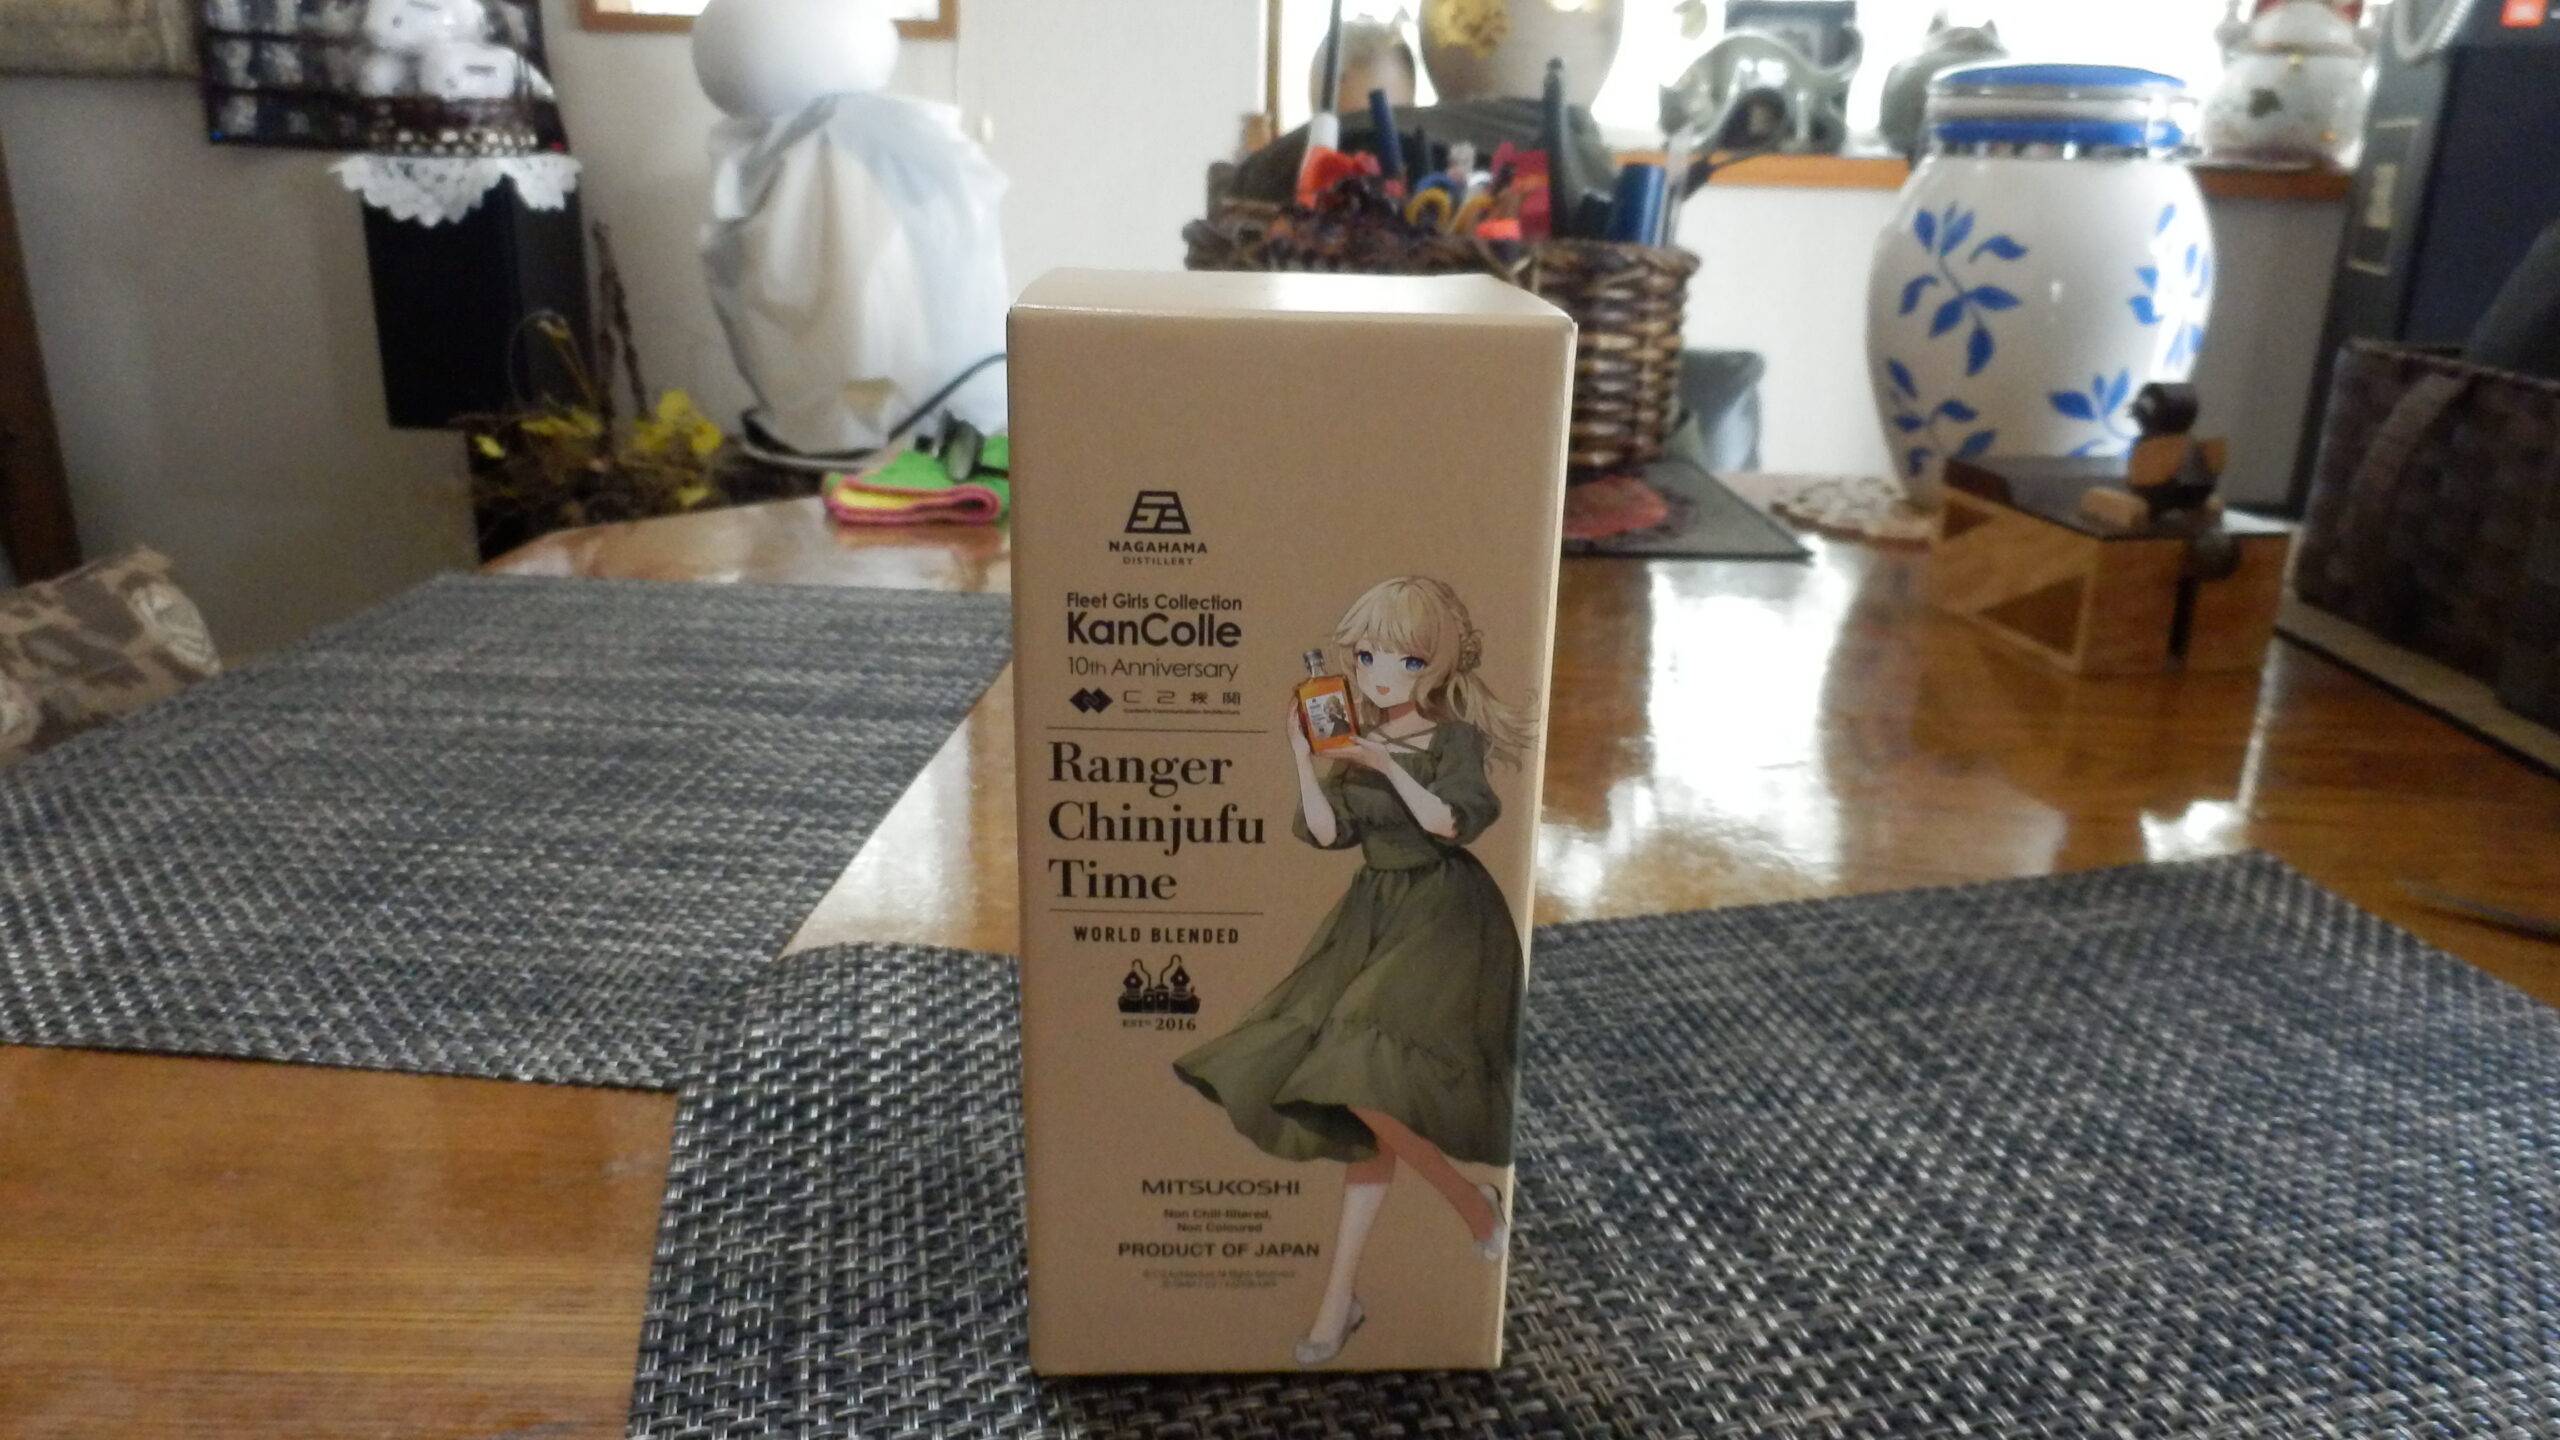 NAGAHAMA
DISTILLERY
Fleet Girls Collection
KanColle
10th Anniversary
C2機関
Ranger
Chinjufu
Time
WORLD BLENDED
ESTD 2016
MITSUKOSHI
Non Chill-filtered,
Non Coloured
PRODUCT OF JAPAN